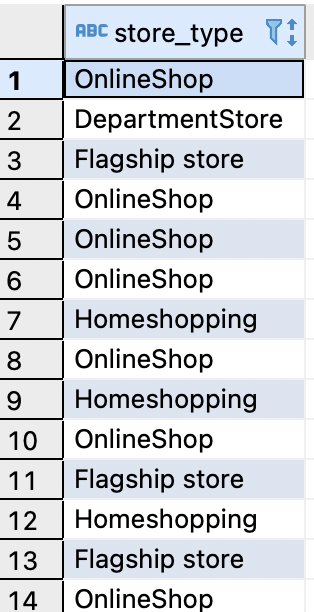 ABC store_type
1 OnlineShop
2 DepartmentStore
3 Flagship store
4 OnlineShop
5 OnlineShop
6 OnlineShop
7 Homeshopping
8 OnlineShop
9 Homeshopping
10 OnlineShop
11 Flagship store
12 Homeshopping
13 Flagship store
14 OnlineShop